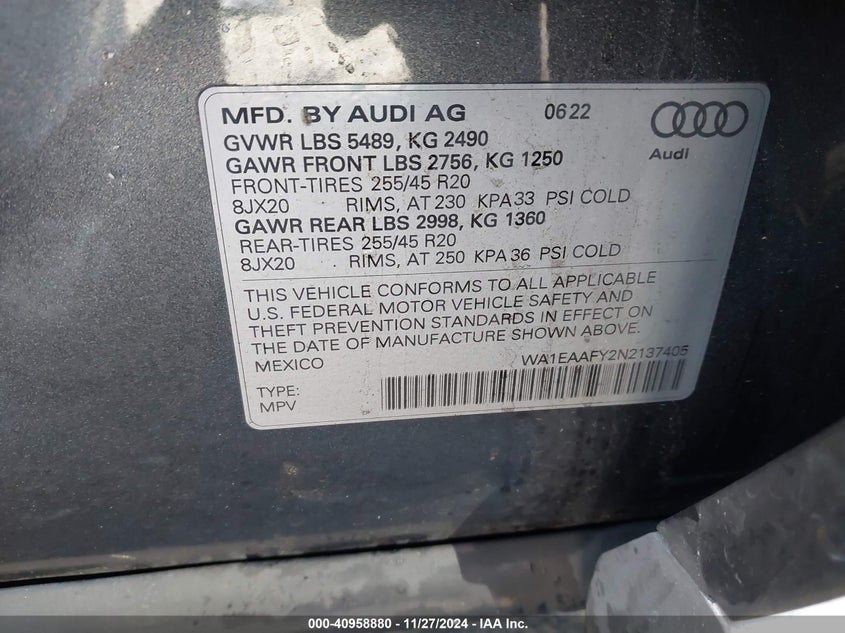 MFD. BY AUDI AG 0622
Audi
GVWR LBS 5489, KG 2490
GAWR FRONT LBS 2756, KG 1250
FRONT-TIRES 255/45 R20
8JX20 RIMS, AT 230 KPA 33 PSI COLD
GAWR REAR LBS 2998, KG 1360
REAR-TIRES 255/45 R20
8JX20 RIMS, AT 250 KPA 36 PSI COLD
THIS VEHICLE CONFORMS TO ALL APPLICABLE
U.S. FEDERAL MOTOR VEHICLE SAFETY AND
THEFT PREVENTION STANDARDS IN EFFECT ON
THE DATE OF MANUFACTURE SHOWN ABOVE.
MEXICO WA1EAAFY2N2137405
TYPE:
MPV
000-40958880 — 11/27/2024 — IAA Inc.